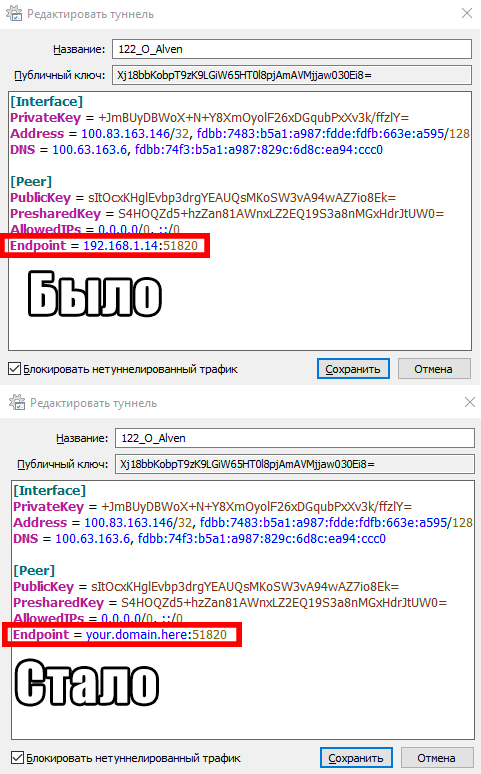 Редактировать туннель
Название: 122_O_Alven
Публичный ключ: Xj18bbKobpT9zK9LGiW65HT0l8pjAmAVMjjaw030Ei8=
[Interface]
PrivateKey = +JmBUyDBWoX+N+Y8XmOyolF26xDGqubPxXv3k/ffzlY=
Address = 100.83.163.146/32, fdbb:7483:b5a1:a987:fdde:fdfb:663e:a595/128
DNS = 100.63.163.6, fdbb:74f3:b5a1:a987:829c:6d8c:ea94:ccc0
[Peer]
PublicKey = sItOcxKHglEvbp3drgYEAUQsMKoSW3vA94wAZ7io8Ek=
PresharedKey = S4HOQZd5+hzZan81AWnxLZ2EQ19S3a8nMGxHdrJtUW0=
AllowedIPs = 0.0.0.0/0, ::/0
Endpoint = 192.168.1.14:51820
Было
Блокировать нетуннелированный трафик
Сохранить
Отмена
Редактировать туннель
Название: 122_O_Alven
Публичный ключ: Xj18bbKobpT9zK9LGiW65HT0l8pjAmAVMjjaw030Ei8=
[Interface]
PrivateKey = +JmBUyDBWoX+N+Y8XmOyolF26xDGqubPxXv3k/ffzlY=
Address = 100.83.163.146/32, fdbb:7483:b5a1:a987:fdde:fdfb:663e:a595/128
DNS = 100.63.163.6, fdbb:74f3:b5a1:a987:829c:6d8c:ea94:ccc0
[Peer]
PublicKey = sItOcxKHglEvbp3drgYEAUQsMKoSW3vA94wAZ7io8Ek=
PresharedKey = S4HOQZd5+hzZan81AWnxLZ2EQ19S3a8nMGxHdrJtUW0=
AllowedIPs = 0.0.0.0/0, ::/0
Endpoint = your.domain.here:51820
Стало
Блокировать нетуннелированный трафик
Сохранить
Отмена